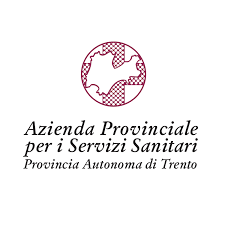 Azienda Provinciale
per i Servizi Sanitari
Provincia Autonoma di Trento